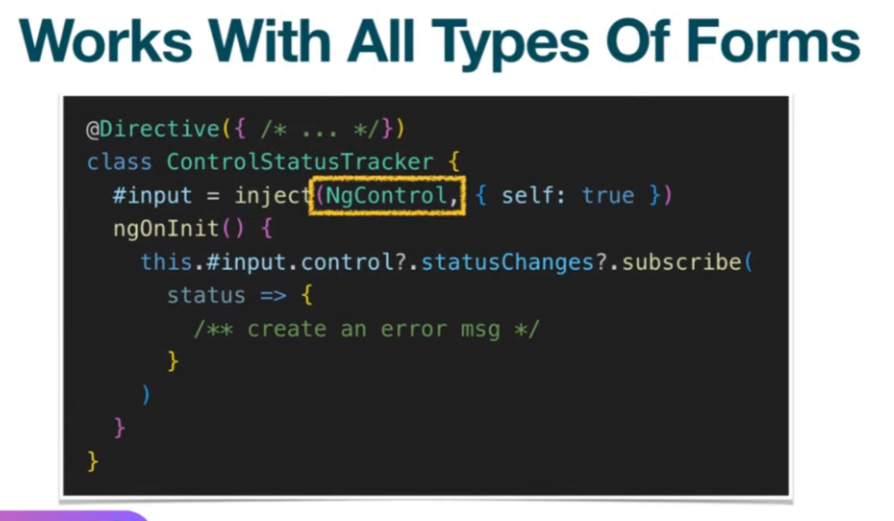 Works With All Types Of Forms
@Directive({ /* ... */})
class ControlStatusTracker {
#input = inject(NgControl, { self: true })
ngOnInit() {
this.#input.control?.statusChanges?.subscribe(
status => {
/** create an error msg */
}
)
}
}